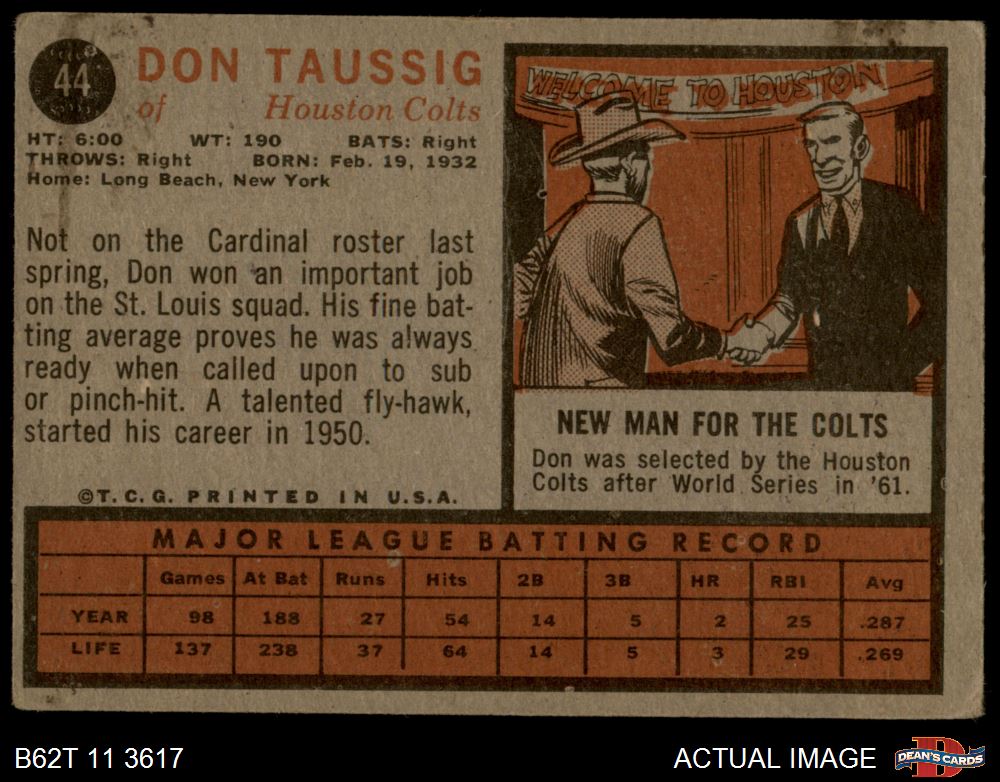 44
DON TAUSSIG
of Houston Colts
HT: 6:00 WT: 190 BATS: Right
THROWS: Right BORN: Feb. 19, 1932
Home: Long Beach, New York
Not on the Cardinal roster last
spring, Don won an important job
on the St. Louis squad. His fine bat-
ting average proves he was always
ready when called upon to sub
or pinch-hit. A talented fly-hawk,
started his career in 1950.
©T.C.G. PRINTED IN U.S.A.
WELCOME TO HOUSTON
NEW MAN FOR THE COLTS
Don was selected by the Houston
Colts after World Series in '61.
MAJOR LEAGUE BATTING RECORD
Games At Bat Runs Hits 2B 3B HR RBI Avg
YEAR 98 188 27 54 14 5 2 25 .287
LIFE 137 238 37 64 14 5 3 29 .269
B62T 11 3617
ACTUAL IMAGE
D
DEAN'S CARDS